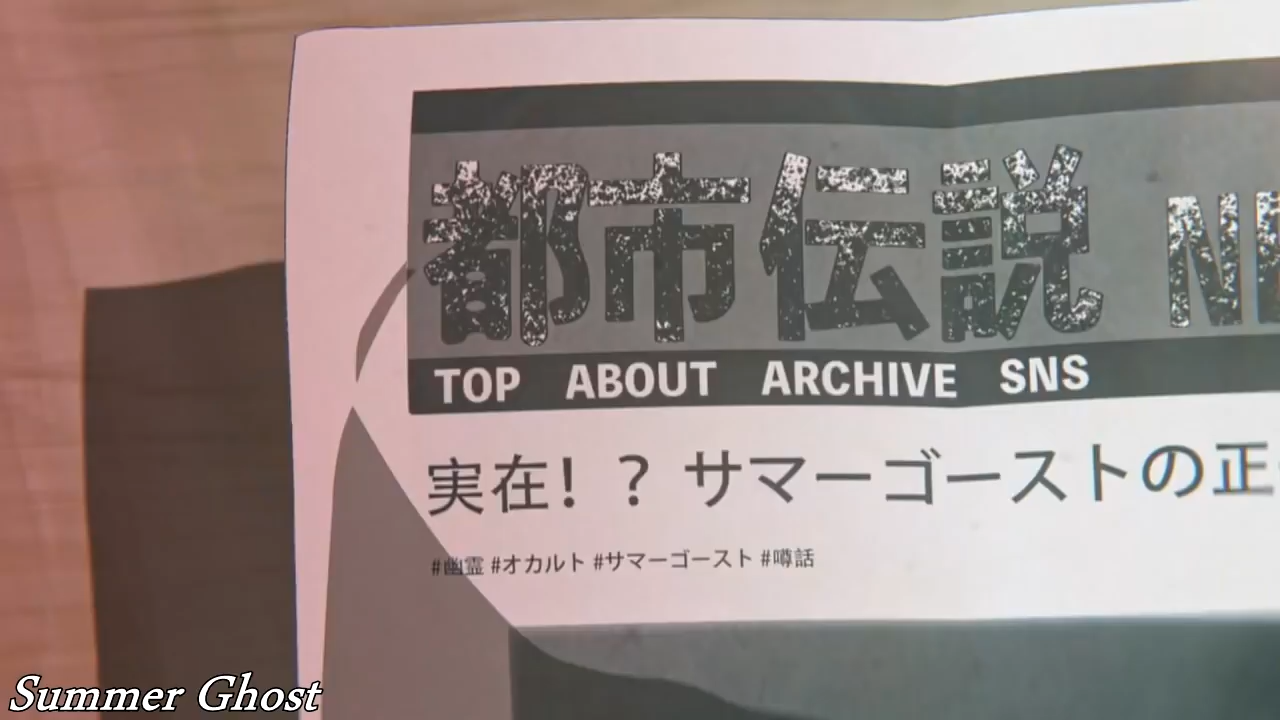 都市伝説
TOP ABOUT ARCHIVE SNS
実在！？サマーゴーストの正
#幽霊 #オカルト #サマーゴースト #噂話
Summer Ghost